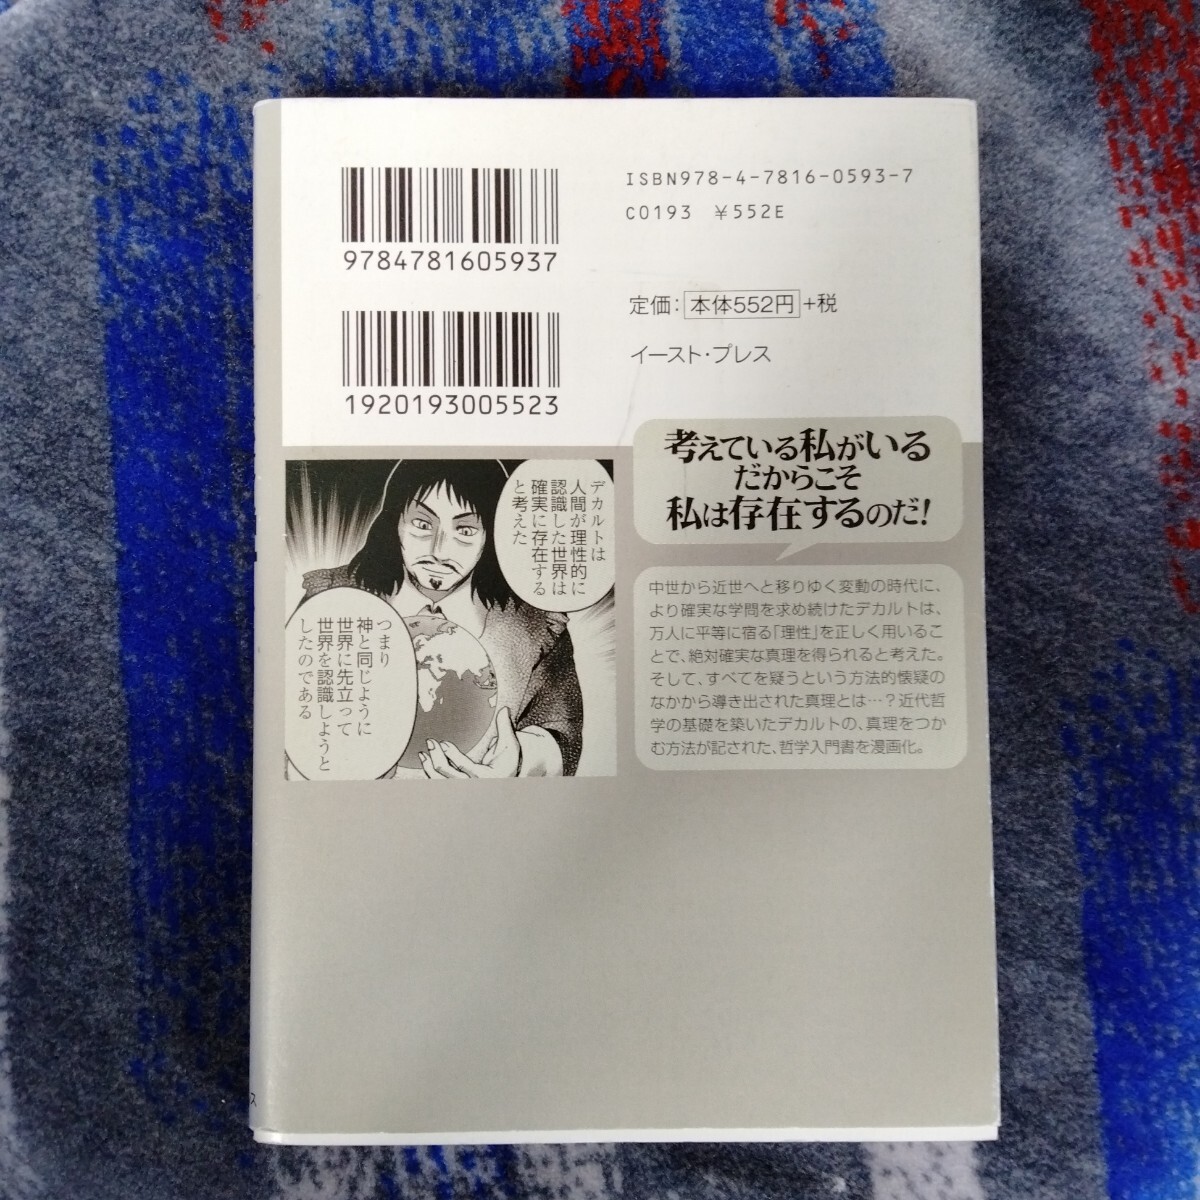 ISBN978-4-7816-0593-7
C0193 ￥552E
9784781605937
定価：本体552円+税
イースト・プレス
1920193005523
考えている私がいる
だからこそ
私は存在するのだ！
デカルトは
人間が理性的に
認識した世界は
確実に存在する
と考えた
つまり
神と同じように
世界に先立って
世界を認識しようと
したのである
中世から近世へと移りゆく変動の時代に、
より確実な学問を求め続けたデカルトは、
万人に平等に宿る「理性」を正しく用いるこ
とで、絶対確実な真理を得られると考えた。
そして、すべてを疑うという方法的懐疑の
なかから導き出された真理とは…？近代哲
学の基礎を築いたデカルトの、真理をつか
む方法が記された、哲学入門書を漫画化。
ス